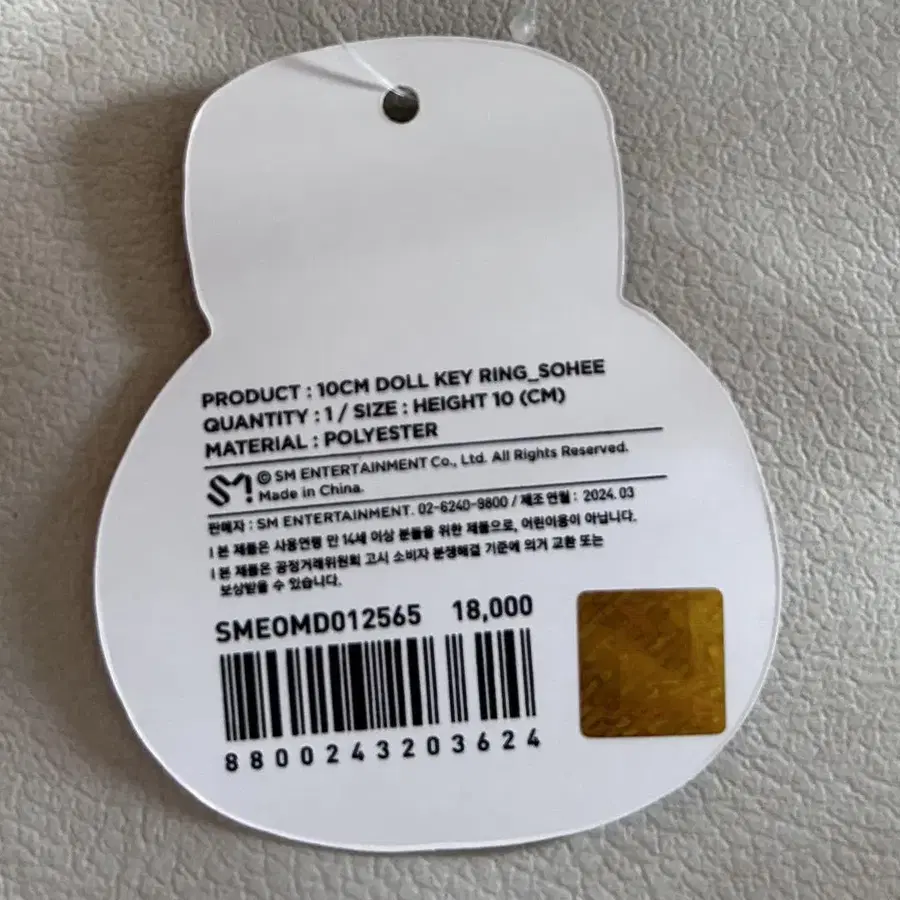 PRODUCT : 10CM DOLL KEY RING_SOHEE
QUANTITY : 1 / SIZE : HEIGHT 10 (CM)
MATERIAL : POLYESTER
SM! © SM ENTERTAINMENT Co., Ltd. All Rights Reserved.
Made in China.
판매자 : SM ENTERTAINMENT. 02-6240-9800 / 제조 연월 : 2024.03
| 본 제품은 사용연령 만 14세 이상 분들을 위한 제품으로, 어린이용이 아닙니다.
| 본 제품은 공정거래위원회 고시 소비자 분쟁해결 기준에 의거 교환 또는
보상받을 수 있습니다.
SMEOMD012565 18,000
8800243203624